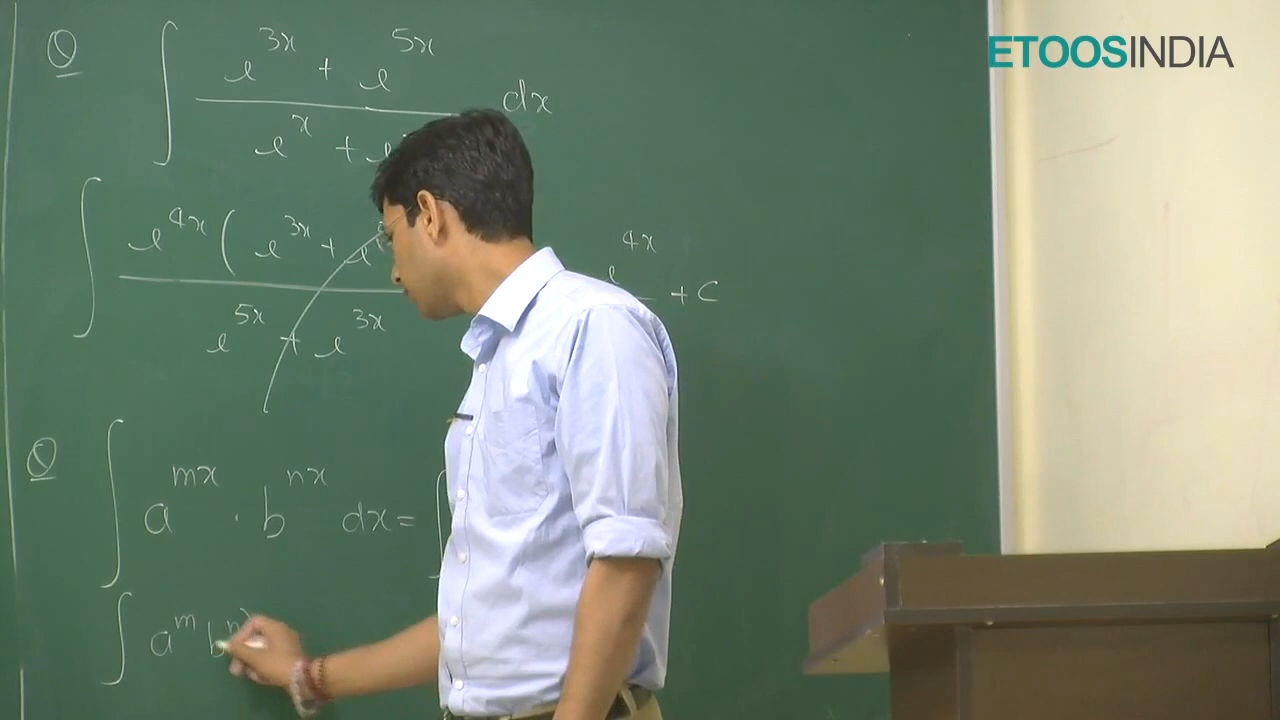 ETOOSINDIA
Q ∫ (e^{3x} + e^{5x}) / (e^x + e) dx
∫ e^{4x} ( e^{3x} + e / (e^{5x} + e^{3x}) e^{4x} + c
Q ∫ a^{mx} · b^{nx} dx = ∫
∫ a^m b^n